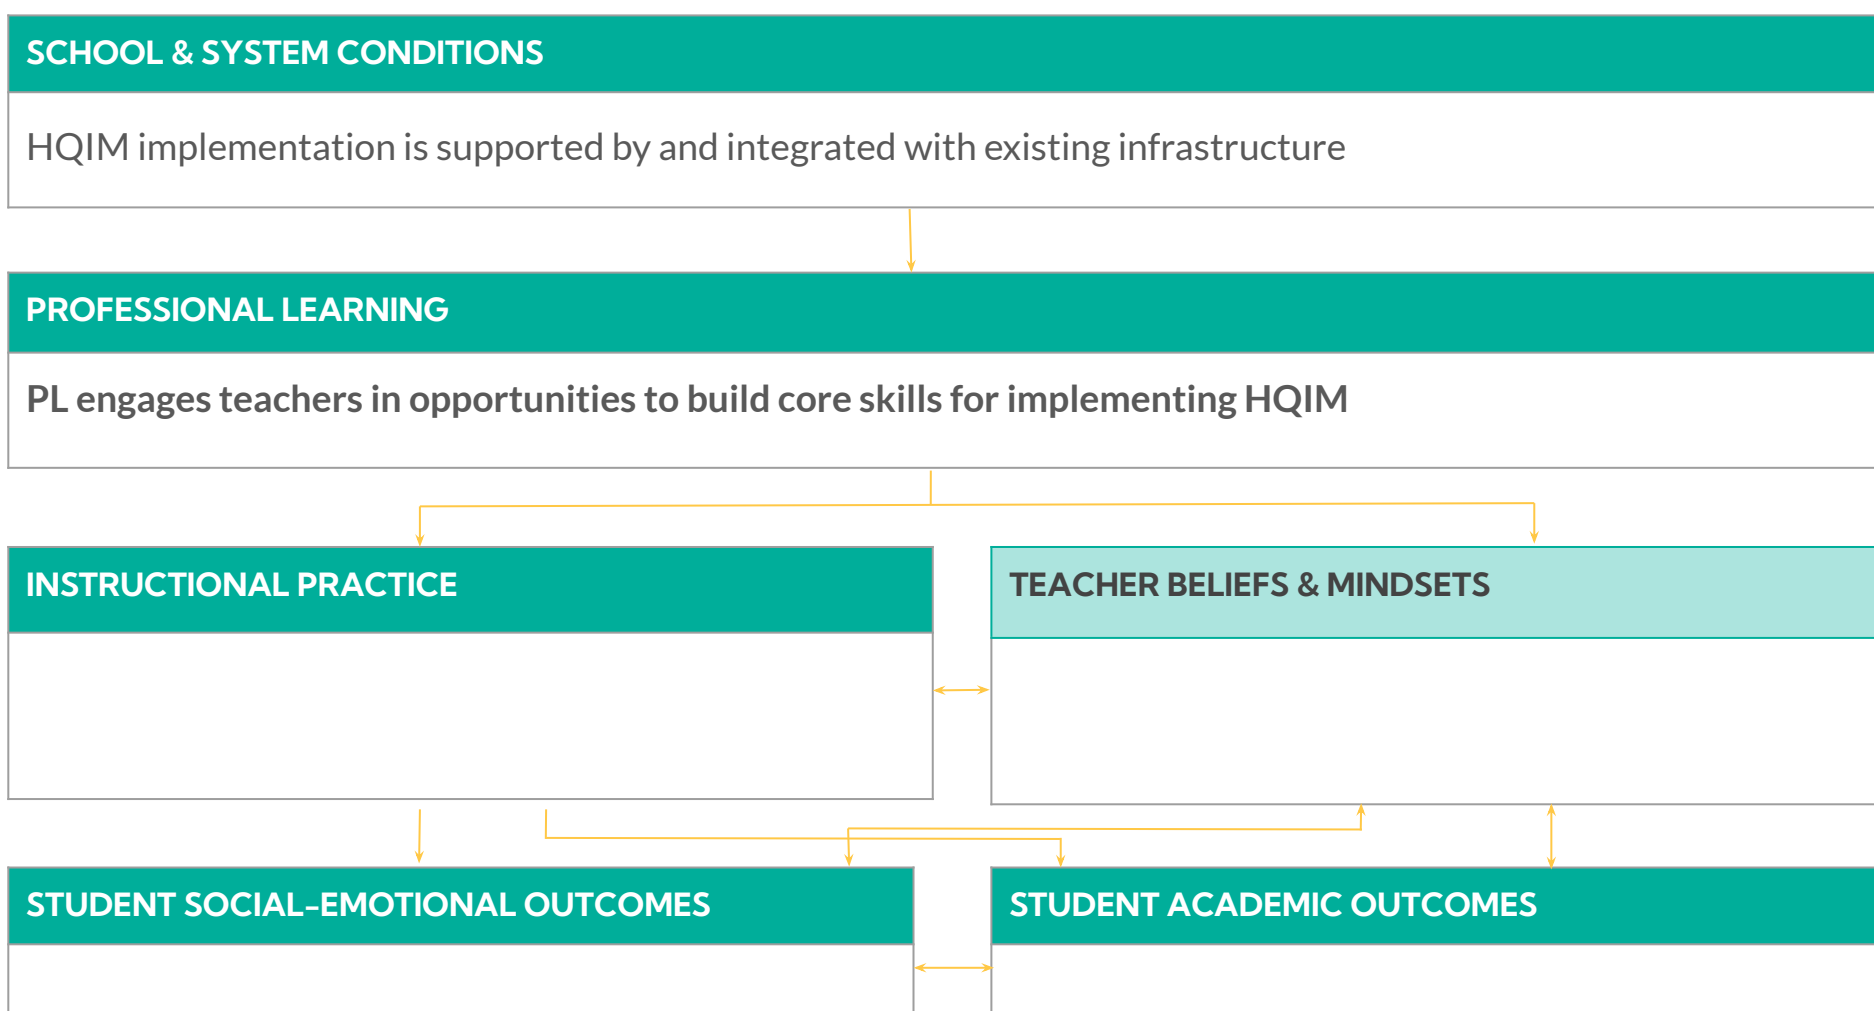 SCHOOL & SYSTEM CONDITIONS
HQIM implementation is supported by and integrated with existing infrastructure
PROFESSIONAL LEARNING
PL engages teachers in opportunities to build core skills for implementing HQIM
INSTRUCTIONAL PRACTICE
TEACHER BELIEFS & MINDSETS
STUDENT SOCIAL-EMOTIONAL OUTCOMES
STUDENT ACADEMIC OUTCOMES